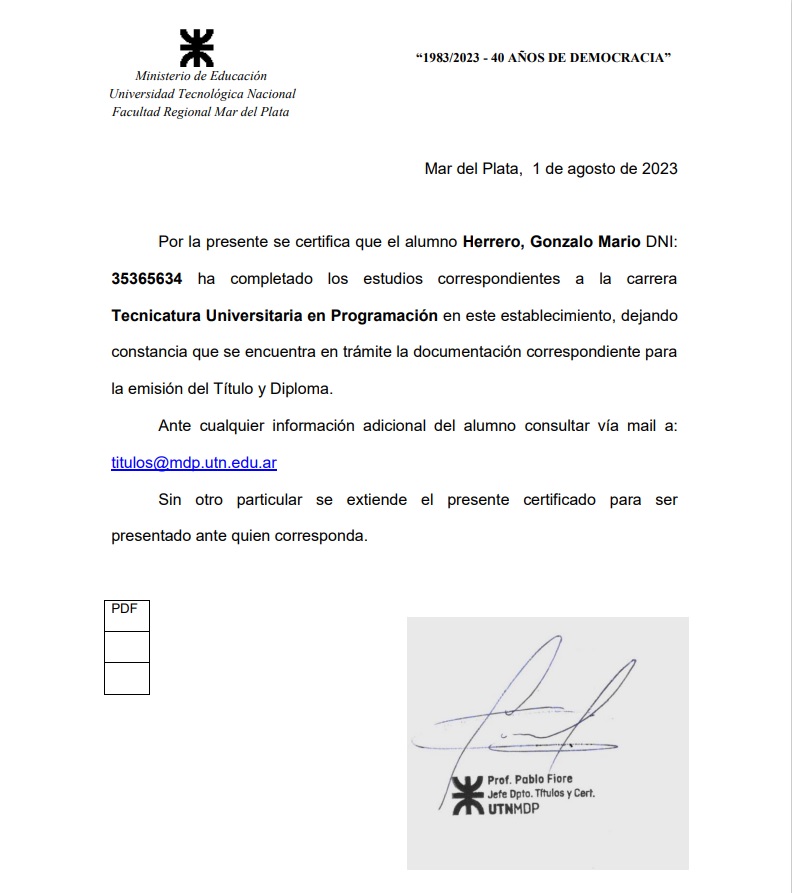 Ministerio de Educación
Universidad Tecnológica Nacional
Facultad Regional Mar del Plata
“1983/2023 - 40 AÑOS DE DEMOCRACIA”
Mar del Plata,  1 de agosto de 2023
Por la presente se certifica que el alumno Herrero, Gonzalo Mario DNI:
35365634 ha completado los estudios correspondientes a la carrera
Tecnicatura Universitaria en Programación en este establecimiento, dejando
constancia que se encuentra en trámite la documentación correspondiente para
la emisión del Título y Diploma.
Ante cualquier información adicional del alumno consultar vía mail a:
titulos@mdp.utn.edu.ar
Sin otro particular se extiende el presente certificado para ser
presentado ante quien corresponda.
PDF
Prof. Pablo Fiore
Jefe Dpto. Títulos y Cert.
UTNMDP